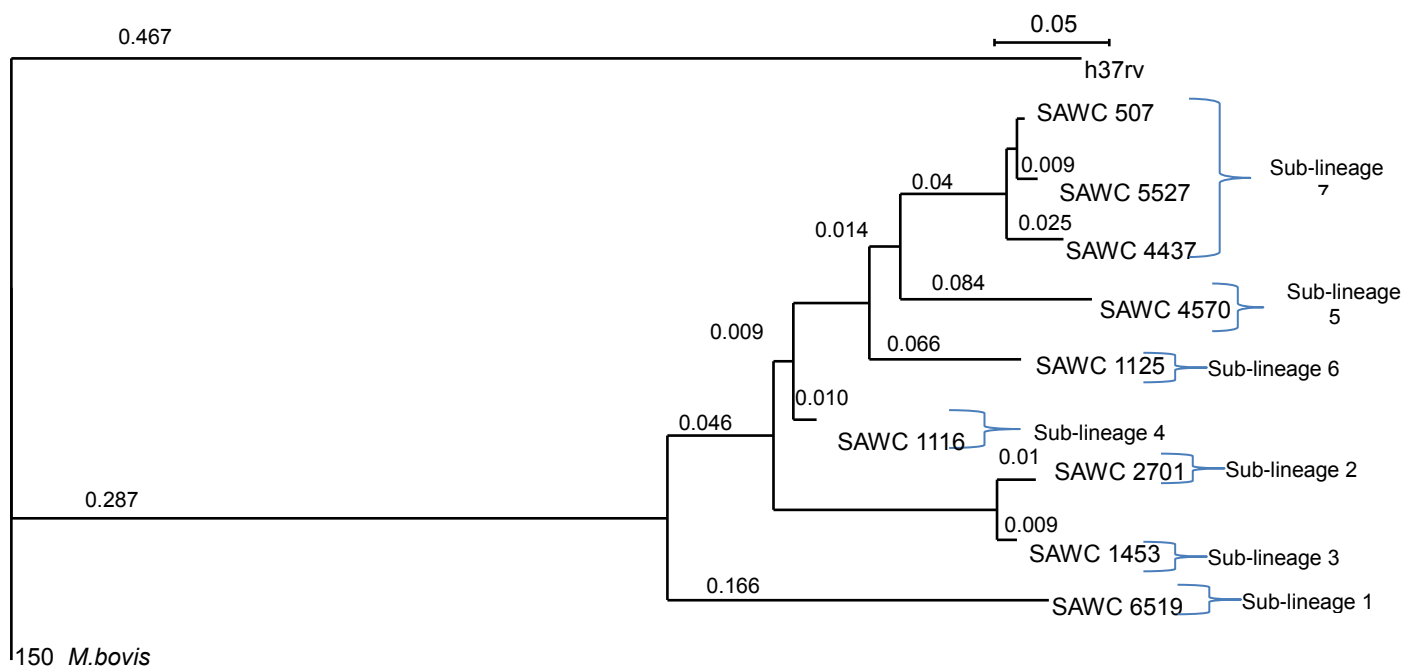 0.467
0.05
h37rv
SAWC 507
0.009
Sub-lineage
7
0.04
SAWC 5527
0.014
0.025
SAWC 4437
0.084
Sub-lineage
5
SAWC 4570
0.009
0.066
SAWC 1125
Sub-lineage 6
0.010
0.046
SAWC 1116
Sub-lineage 4
0.01
SAWC 2701
Sub-lineage 2
0.287
0.009
SAWC 1453
Sub-lineage 3
0.166
SAWC 6519
Sub-lineage 1
150 M.bovis